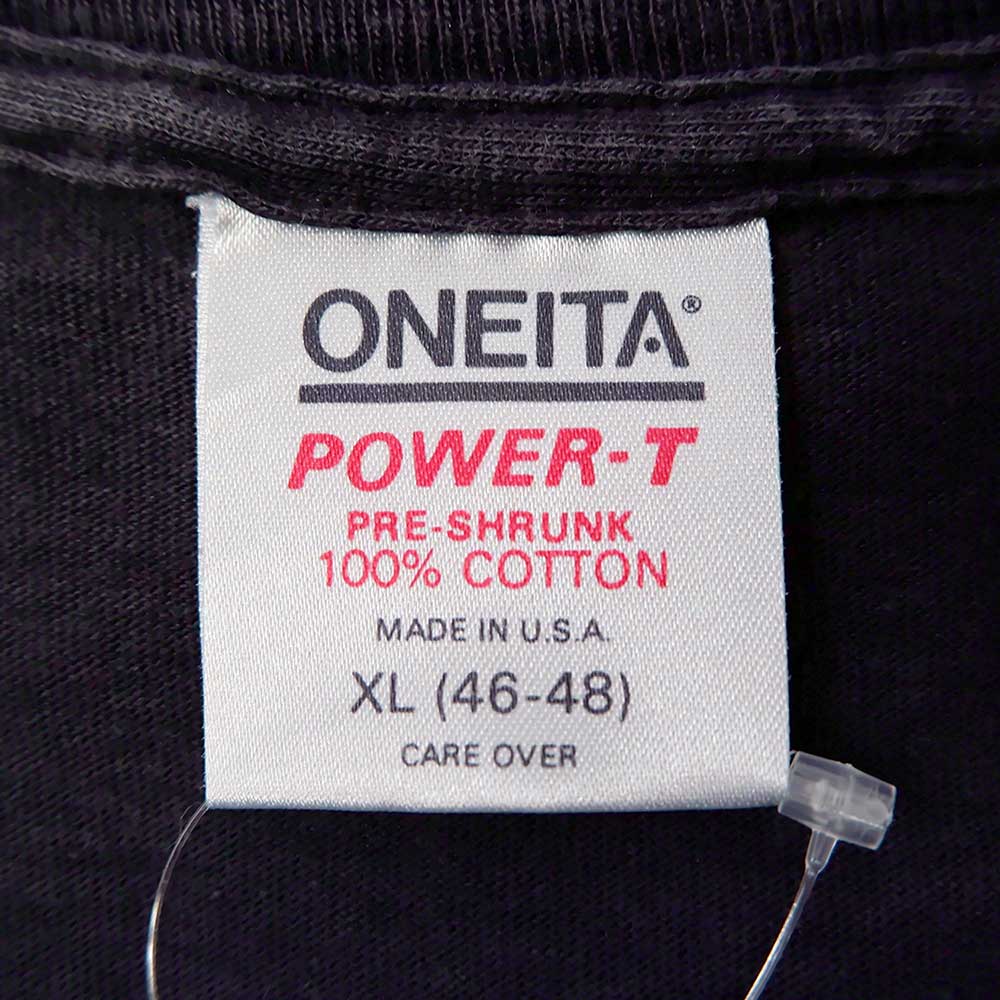 ONEITA®
POWER-T
PRE-SHRUNK
100% COTTON
MADE IN U.S.A.
XL (46-48)
CARE OVER